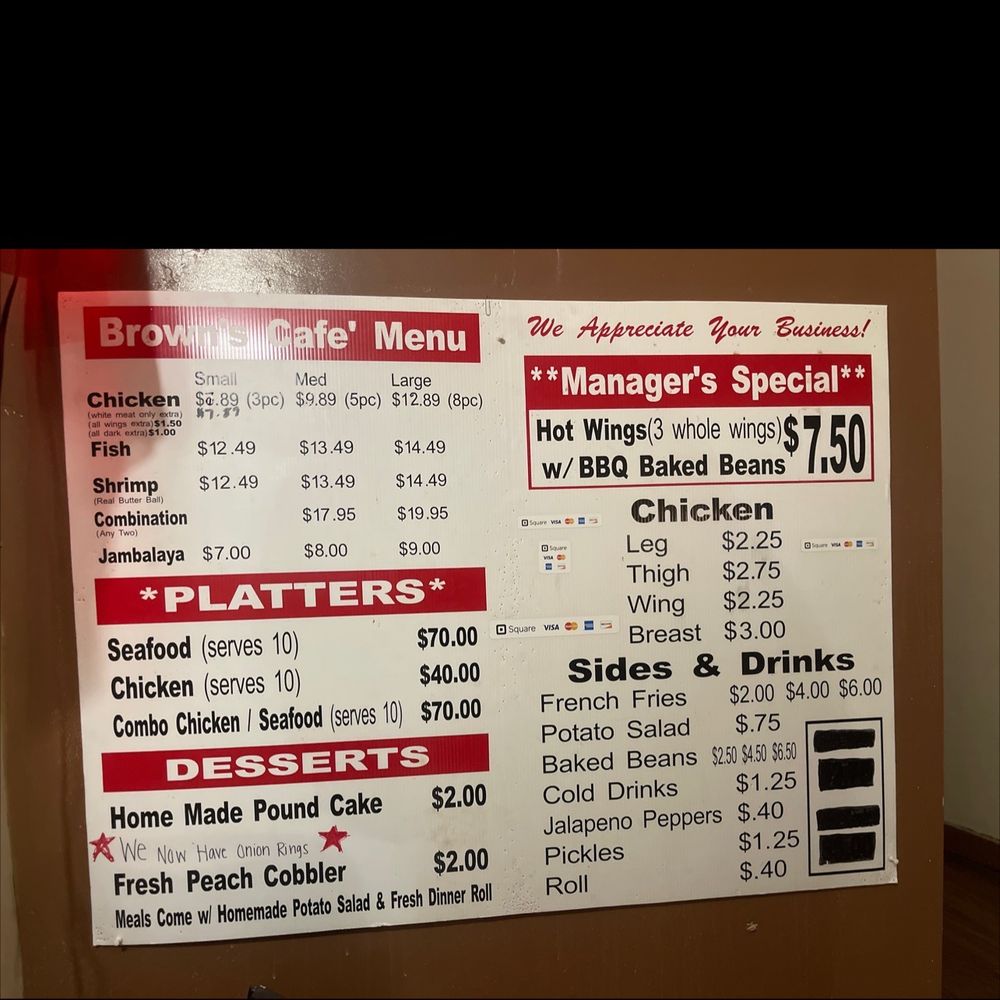 Brown's Cafe' Menu
Small Med Large
Chicken $6.89 (3pc) $9.89 (5pc) $12.89 (8pc)
(white meat only extra) $7.89
(all wings extra)$1.50
(all dark extra)$1.00
Fish $12.49 $13.49 $14.49
Shrimp $12.49 $13.49 $14.49
(Real Butter Ball)
Combination $17.95 $19.95
(Any Two)
Jambalaya $7.00 $8.00 $9.00
*PLATTERS*
Seafood (serves 10) $70.00
Chicken (serves 10) $40.00
Combo Chicken / Seafood (serves 10) $70.00
DESSERTS
Home Made Pound Cake $2.00
We Now Have Onion Rings
Fresh Peach Cobbler $2.00
Meals Come w/ Homemade Potato Salad & Fresh Dinner Roll
We Appreciate Your Business!
**Manager's Special**
Hot Wings(3 whole wings) $7.50
w/ BBQ Baked Beans
Chicken
Square VISA
Leg $2.25
Square VISA
Square
VISA
Thigh $2.75
Wing $2.25
Square VISA
Breast $3.00
Sides & Drinks
French Fries $2.00 $4.00 $6.00
Potato Salad $.75
Baked Beans $2.50 $4.50 $6.50
Cold Drinks $1.25
Jalapeno Peppers $.40
Pickles $1.25
Roll $.40